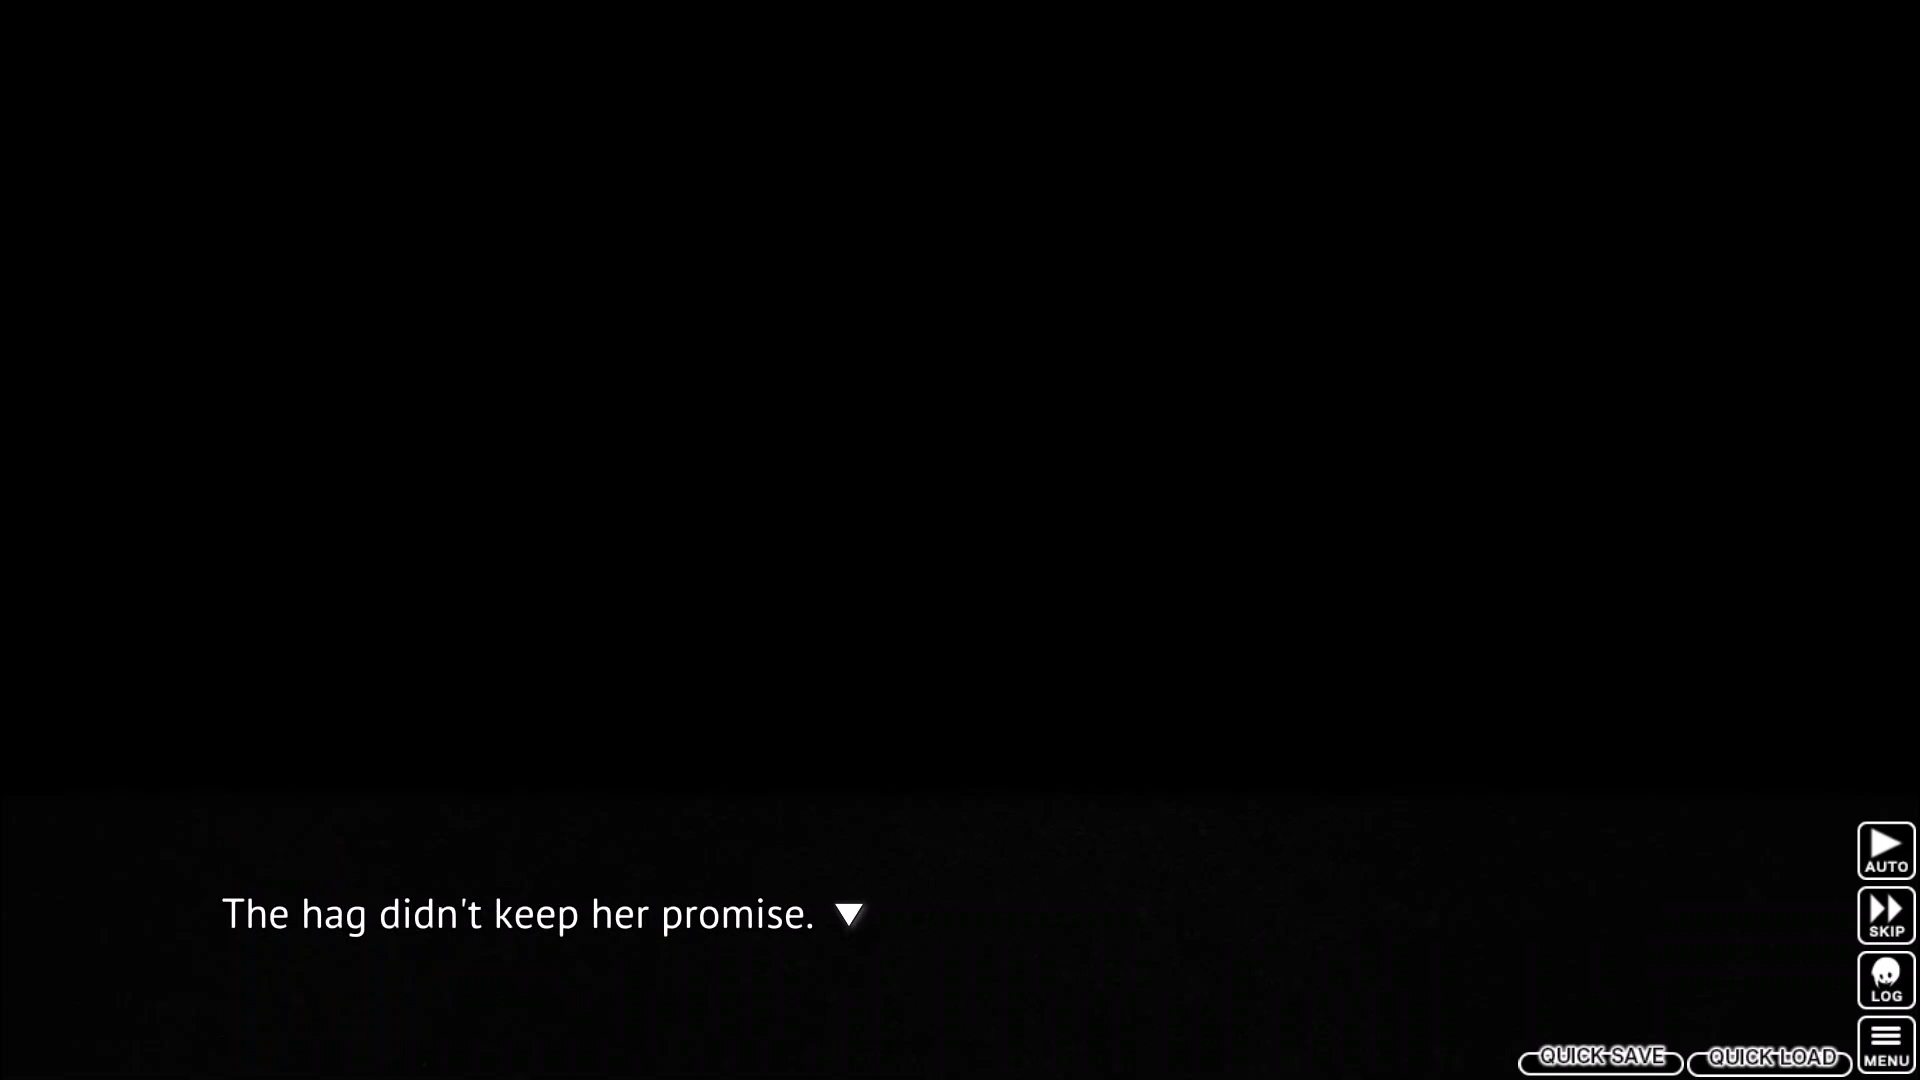 The hag didn't keep her promise.
AUTO
SKIP
LOG
MENU
QUICK SAVE
QUICK LOAD